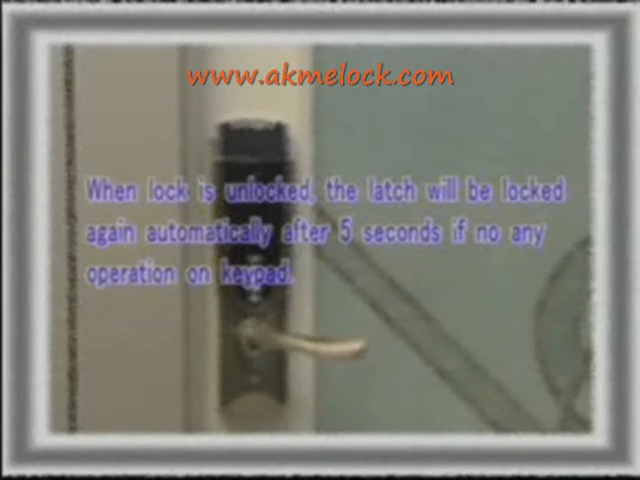 www.akmelock.com
When lock is unlocked, the latch will be locked
again automatically after 5 seconds if no any
operation on keypad.